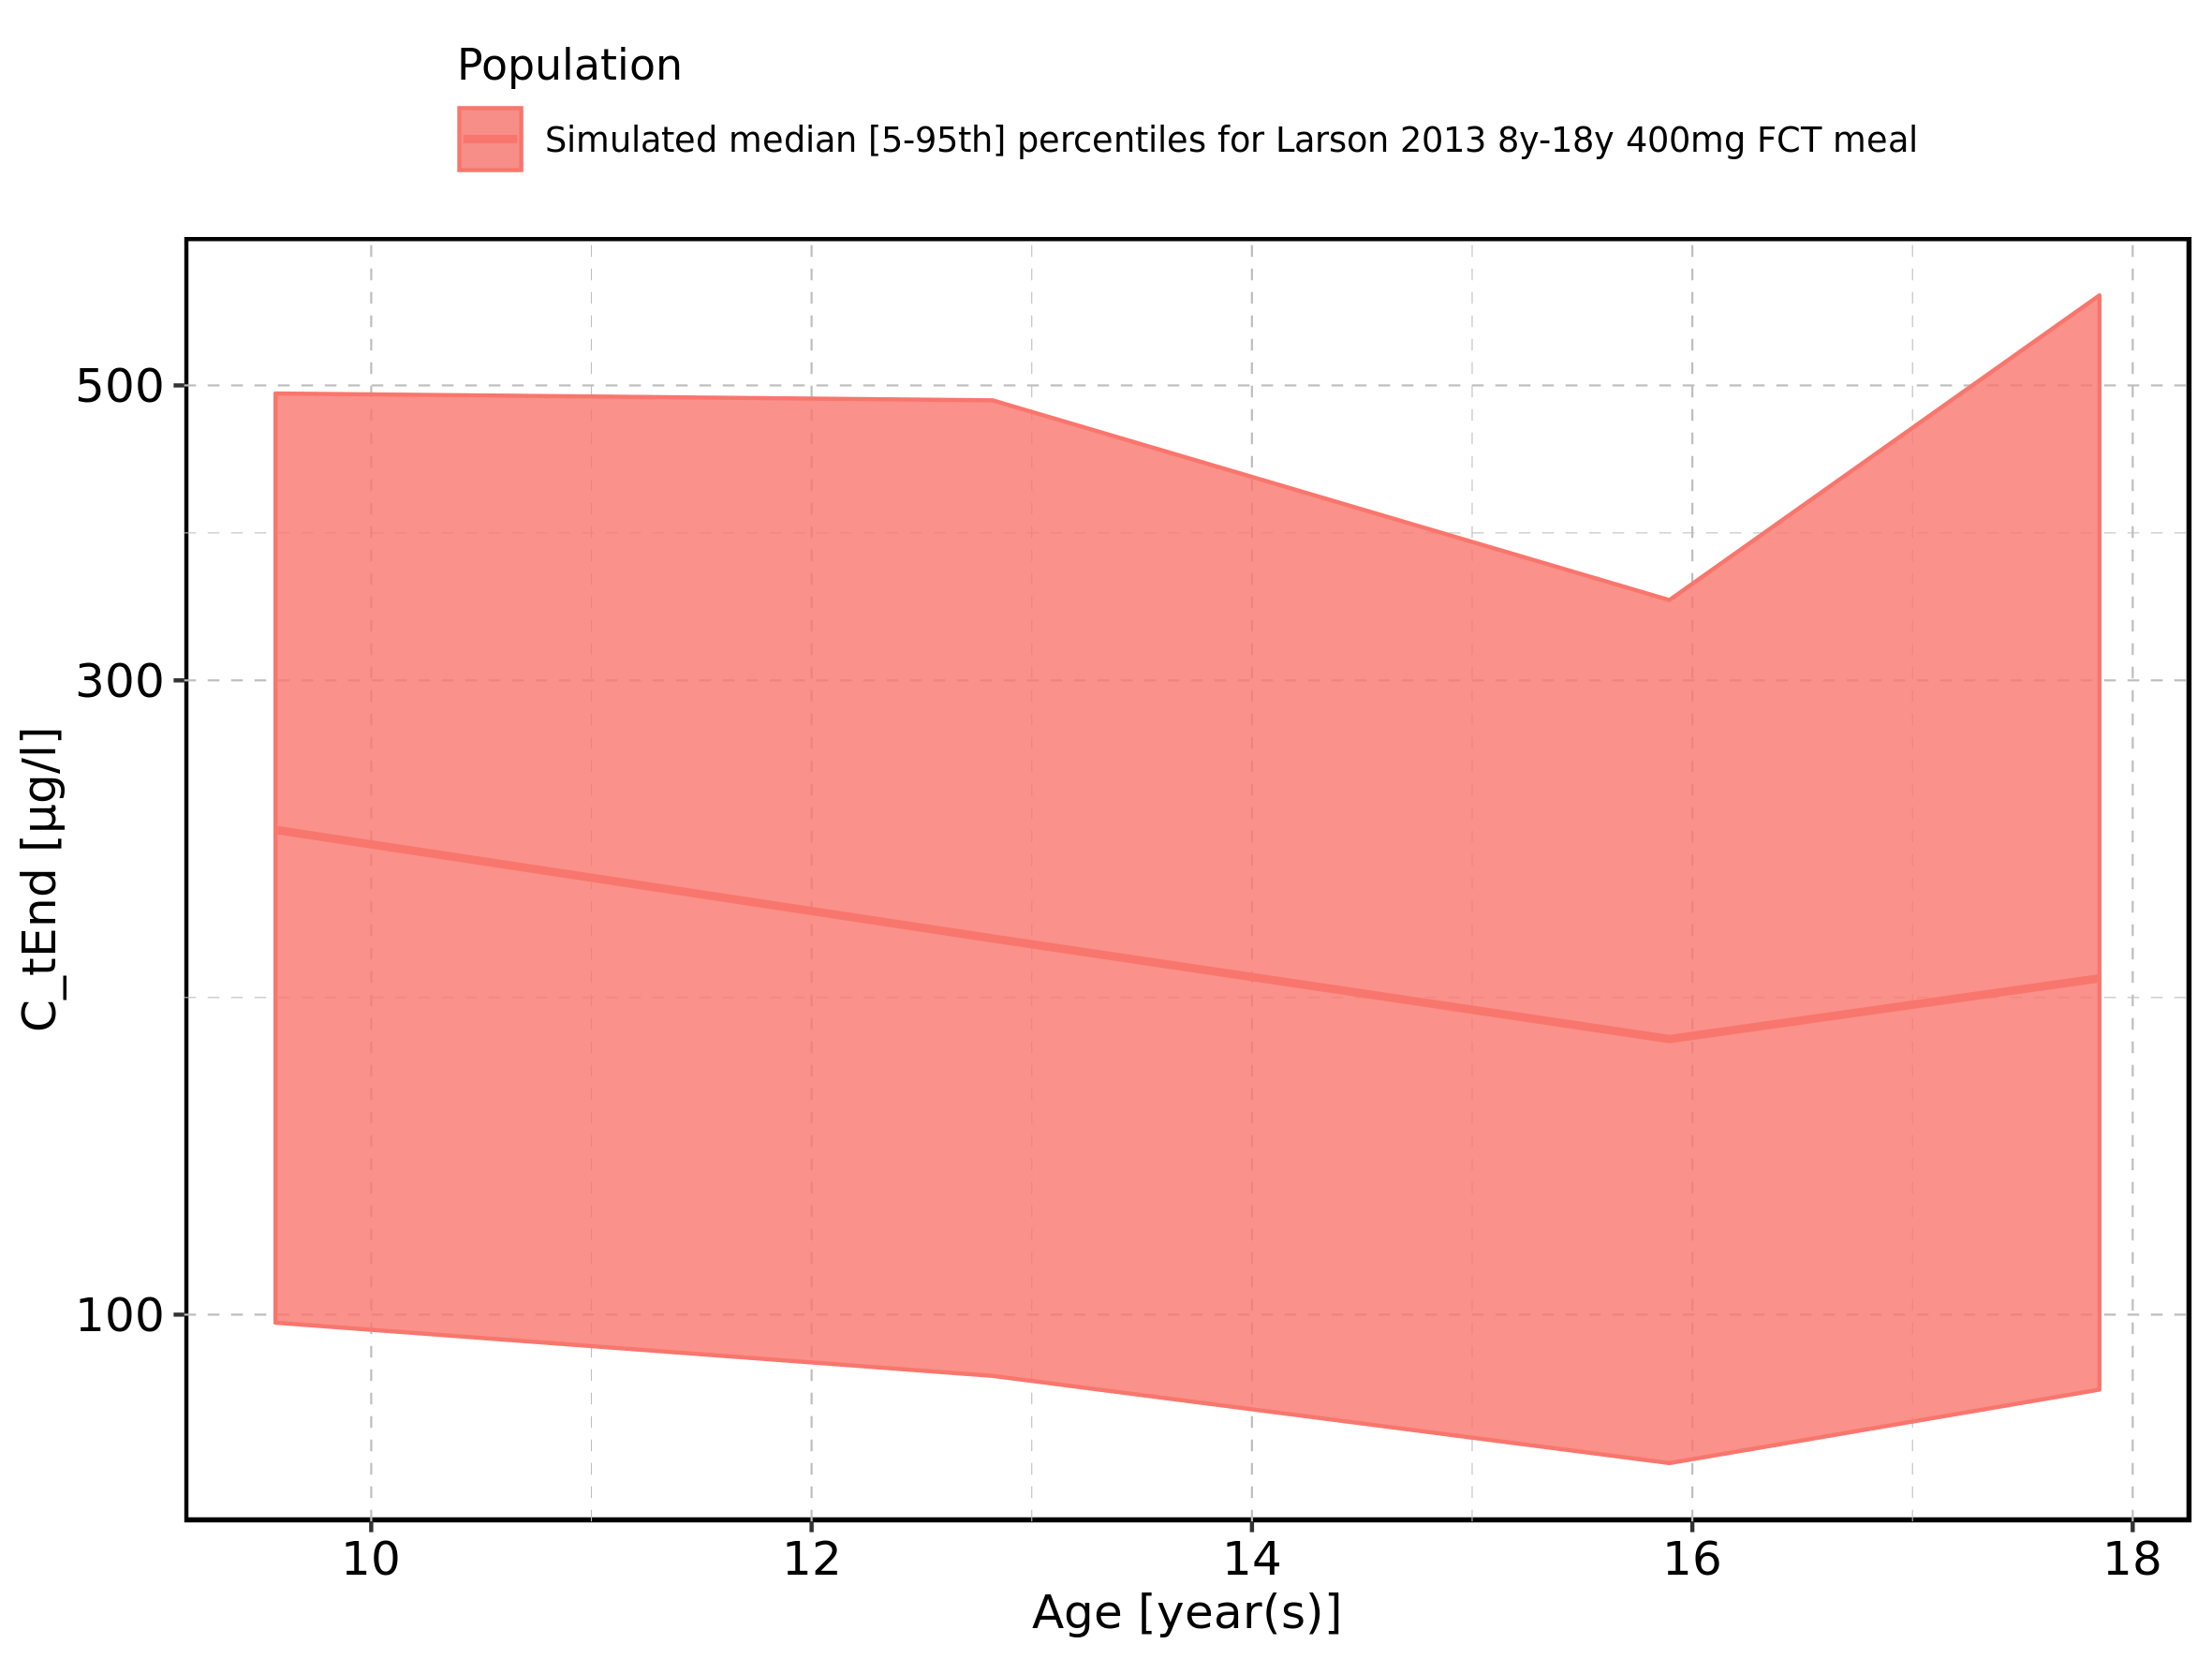 Population
Simulated median [5-95th] percentiles for Larson 2013 8y-18y 400mg FCT meal
500
300
100
C_tEnd [µg/l]
10 12 14 16 18
Age [year(s)]